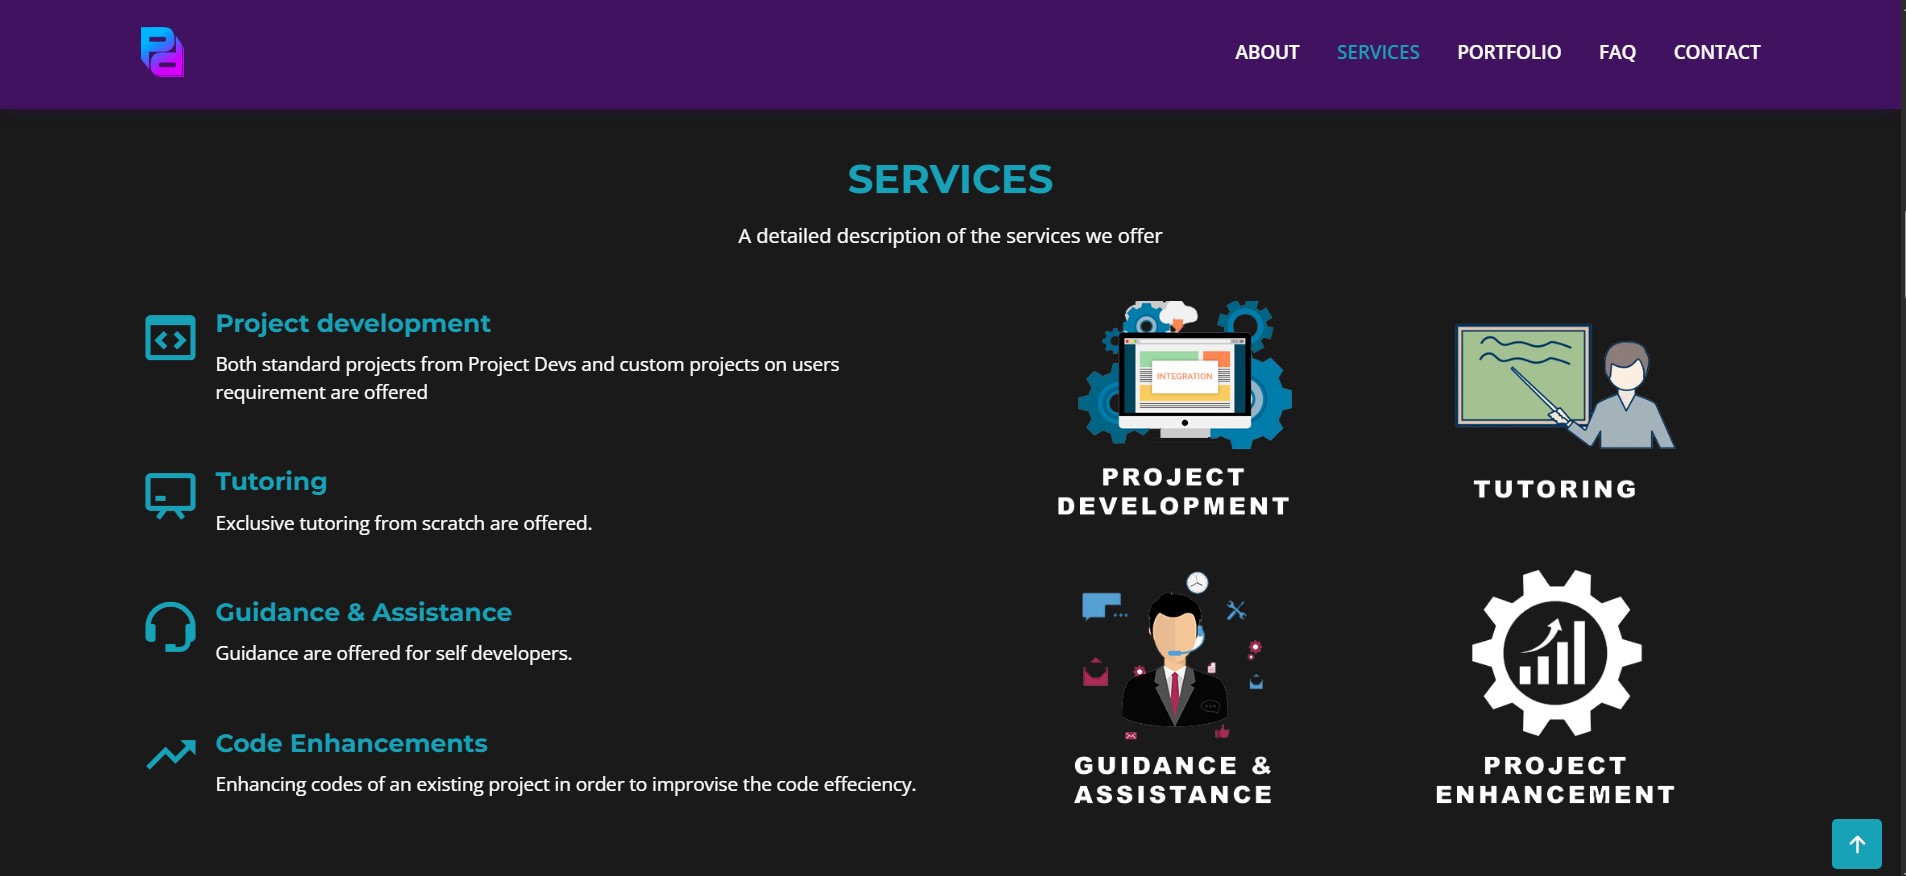 ABOUT SERVICES PORTFOLIO FAQ CONTACT
SERVICES
A detailed description of the services we offer
Project development
Both standard projects from Project Devs and custom projects on users
requirement are offered
Tutoring
Exclusive tutoring from scratch are offered.
Guidance & Assistance
Guidance are offered for self developers.
Code Enhancements
Enhancing codes of an existing project in order to improvise the code effeciency.
INTEGRATION
PROJECT
DEVELOPMENT
TUTORING
GUIDANCE &
ASSISTANCE
PROJECT
ENHANCEMENT